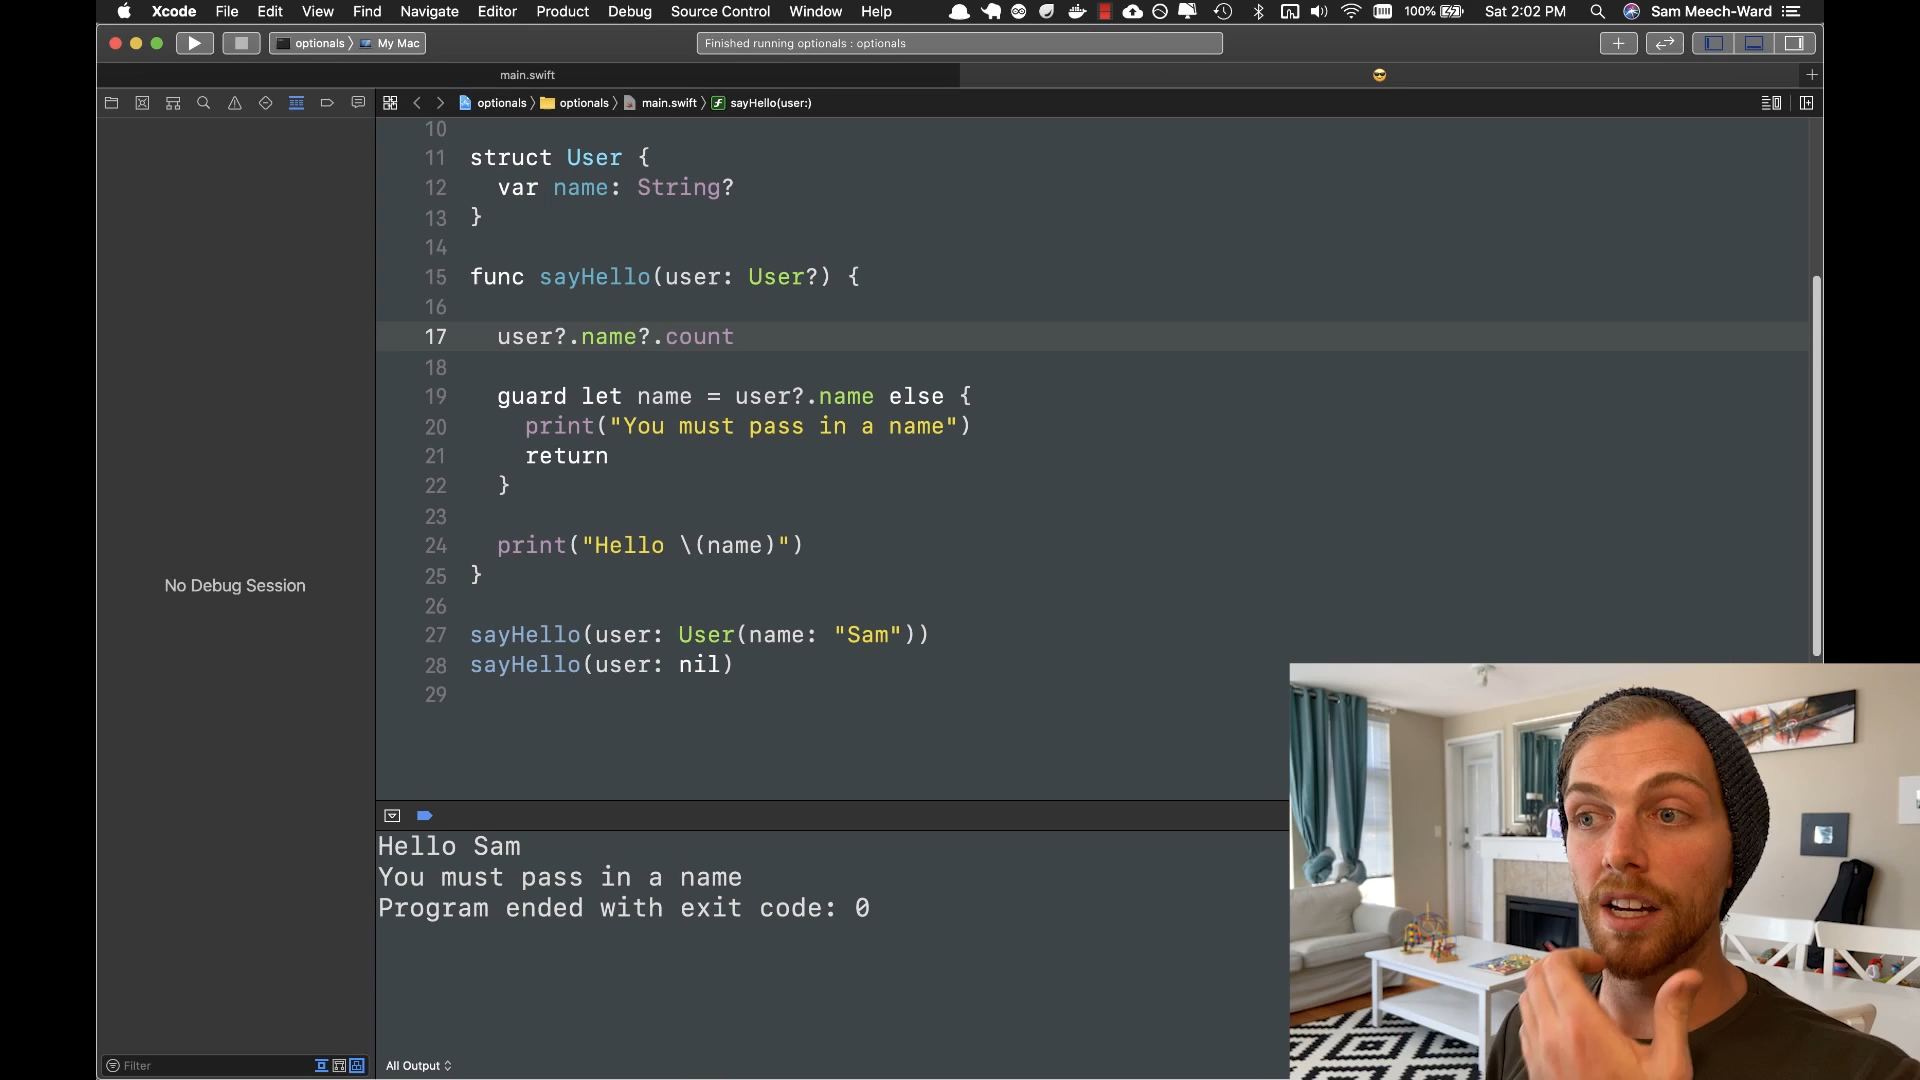 Xcode File Edit View Find Navigate Editor Product Debug Source Control Window Help 100% Sat 2:02 PM Sam Meech-Ward
optionals My Mac Finished running optionals : optionals
main.swift
optionals optionals main.swift sayHello(user:)
10
11 struct User {
12 var name: String?
13 }
14
15 func sayHello(user: User?) {
16
17 user?.name?.count
18
19 guard let name = user?.name else {
20 print("You must pass in a name")
21 return
22 }
23
24 print("Hello \(name)")
25 }
26
27 sayHello(user: User(name: "Sam"))
28 sayHello(user: nil)
29
No Debug Session
Hello Sam
You must pass in a name
Program ended with exit code: 0
Filter All Output